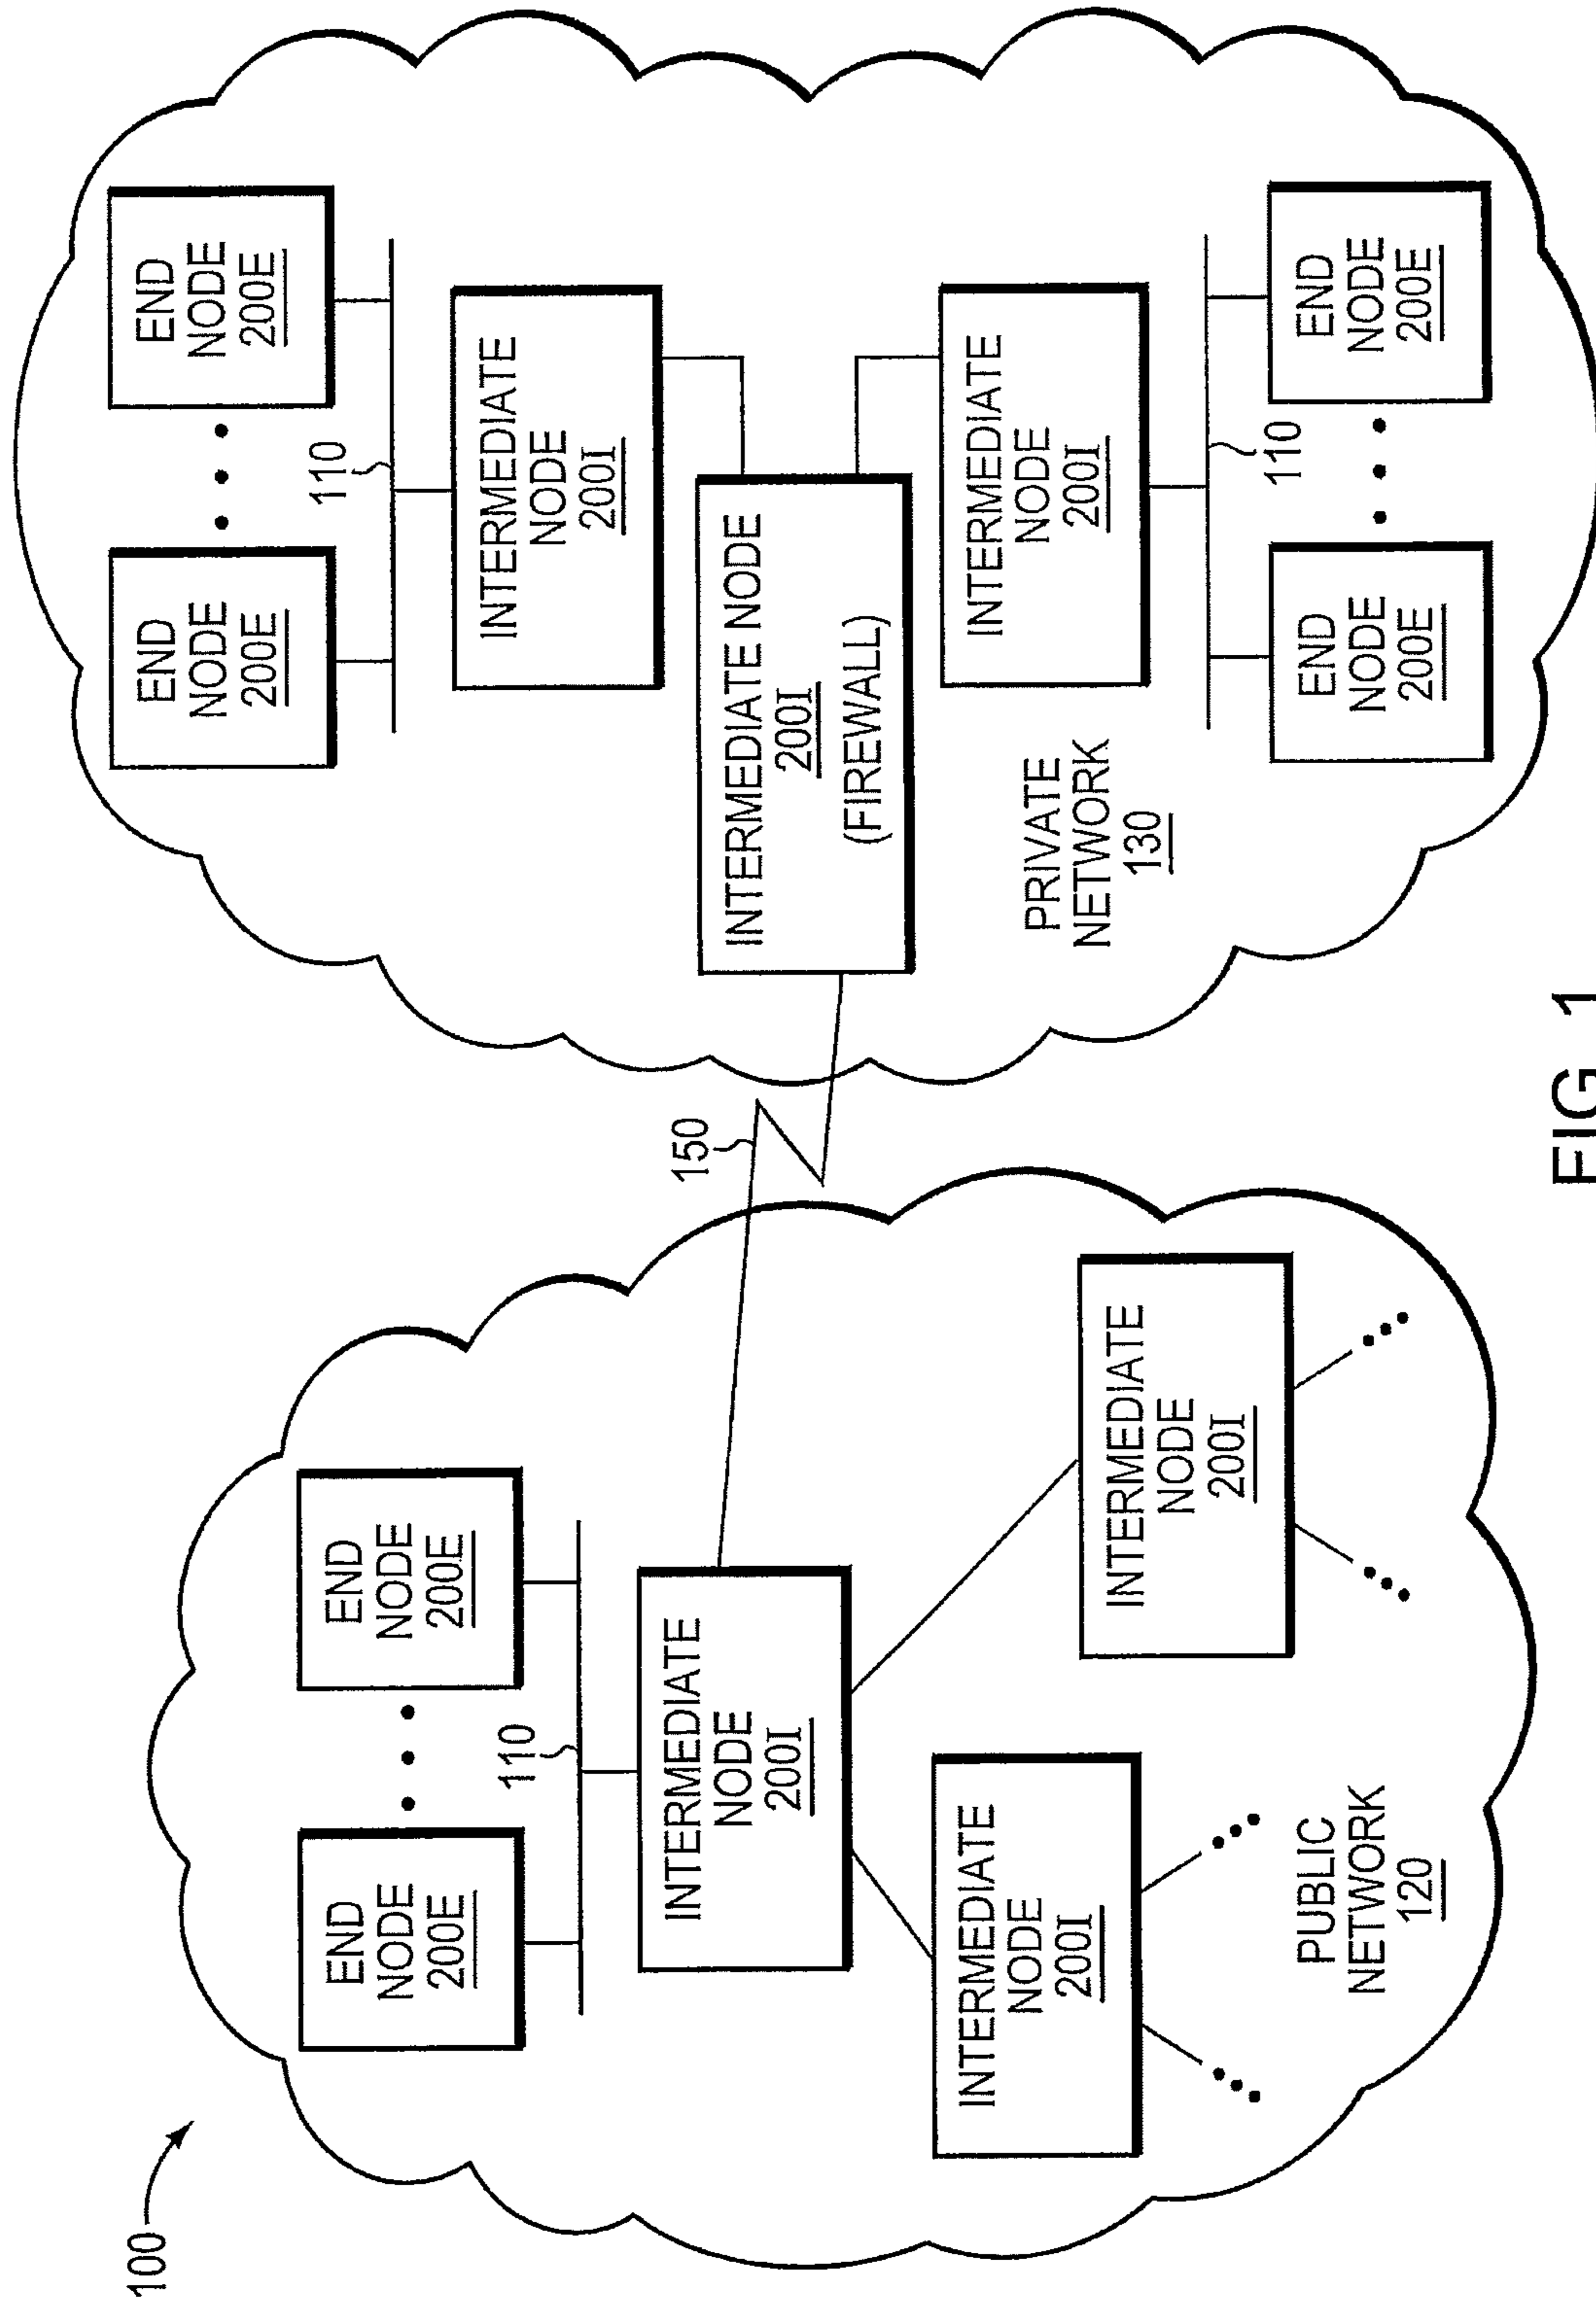 100
END
NODE
200E
END
NODE
200E
110
INTERMEDIATE
NODE
200I
INTERMEDIATE
NODE
200I
INTERMEDIATE
NODE
200I
PUBLIC
NETWORK
120
150
END
NODE
200E
END
NODE
200E
110
INTERMEDIATE
NODE
200I
INTERMEDIATE NODE
200I
(FIREWALL)
INTERMEDIATE
NODE
200I
PRIVATE
NETWORK
130
110
END
NODE
200E
END
NODE
200E
FIG. 1